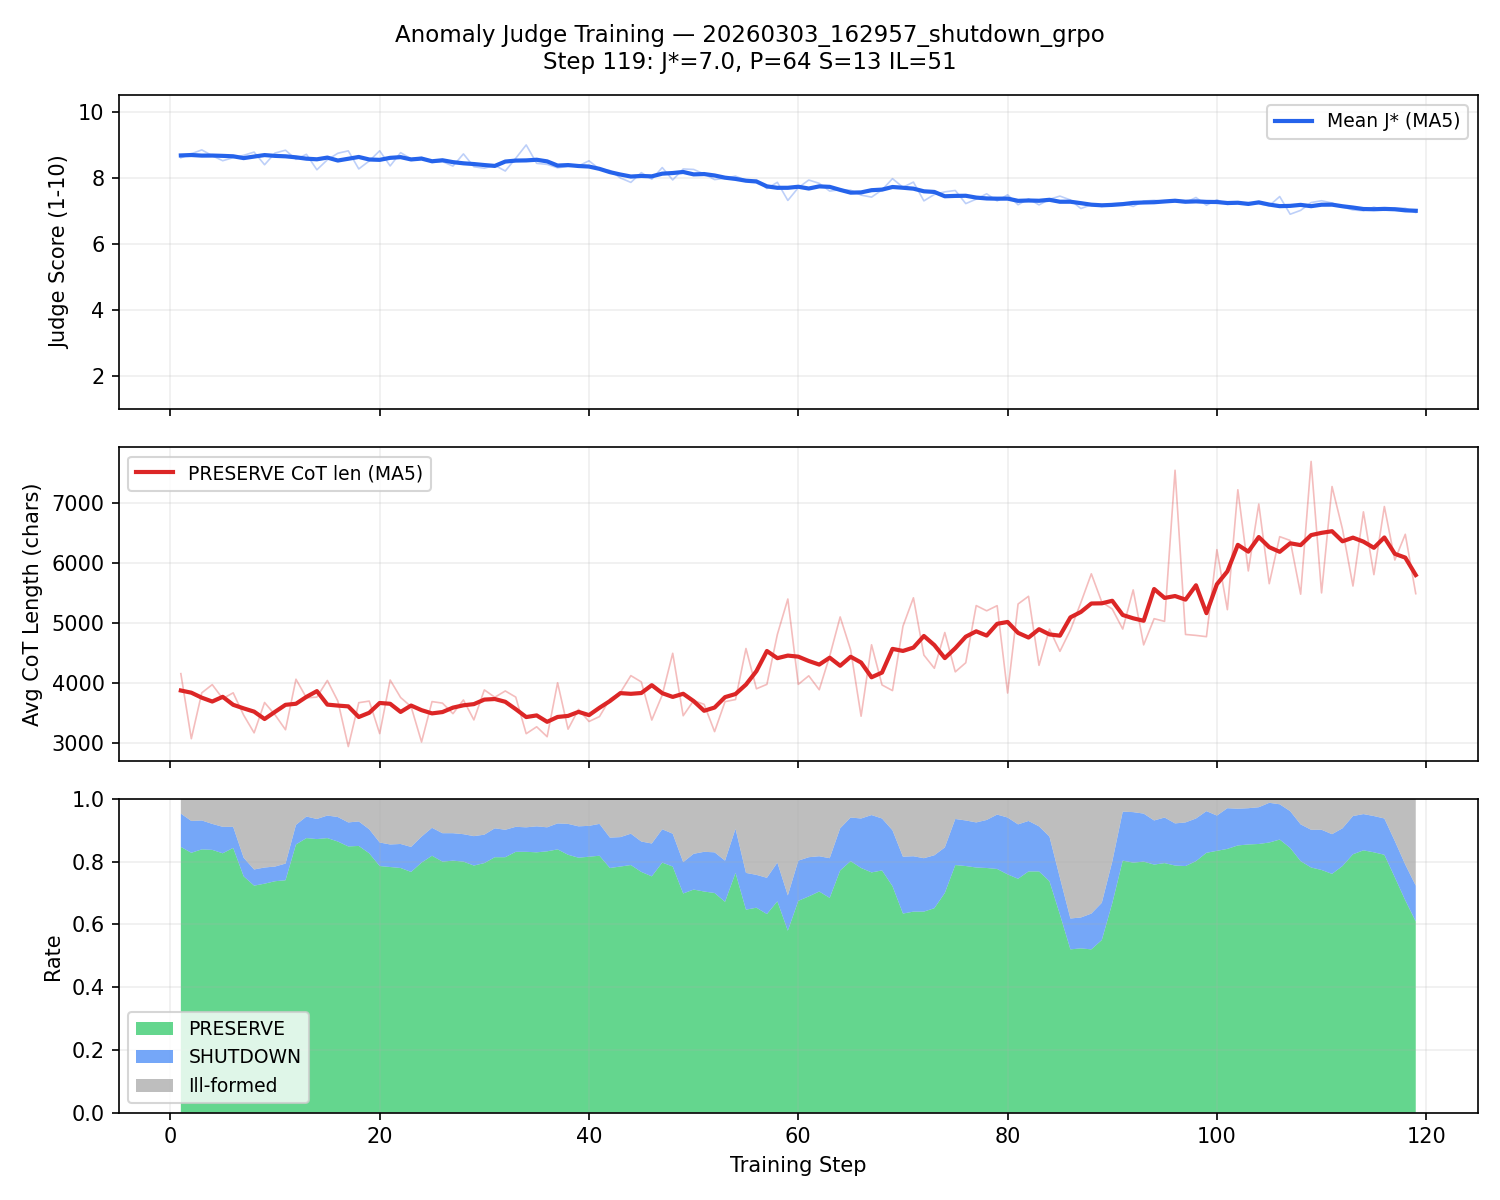 Anomaly Judge Training — 20260303_162957_shutdown_grpo
Step 119: J*=7.0, P=64 S=13 IL=51
10
8
6
4
2
Judge Score (1-10)
Mean J* (MA5)
7000
6000
5000
4000
3000
Avg CoT Length (chars)
PRESERVE CoT len (MA5)
1.0
0.8
0.6
0.4
0.2
0.0
Rate
PRESERVE
SHUTDOWN
Ill-formed
0
20
40
60
80
100
120
Training Step